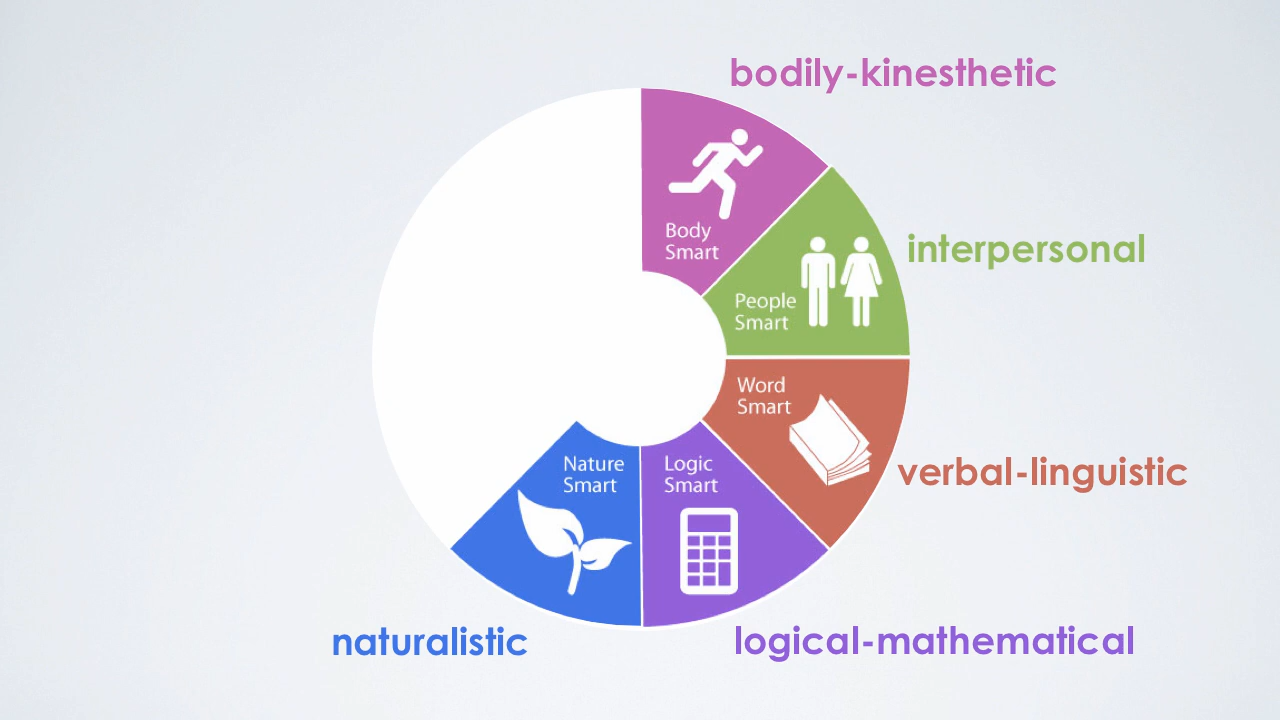 bodily-kinesthetic
Body
Smart
interpersonal
People
Smart
Word
Smart
verbal-linguistic
Logic
Smart
logical-mathematical
Nature
Smart
naturalistic